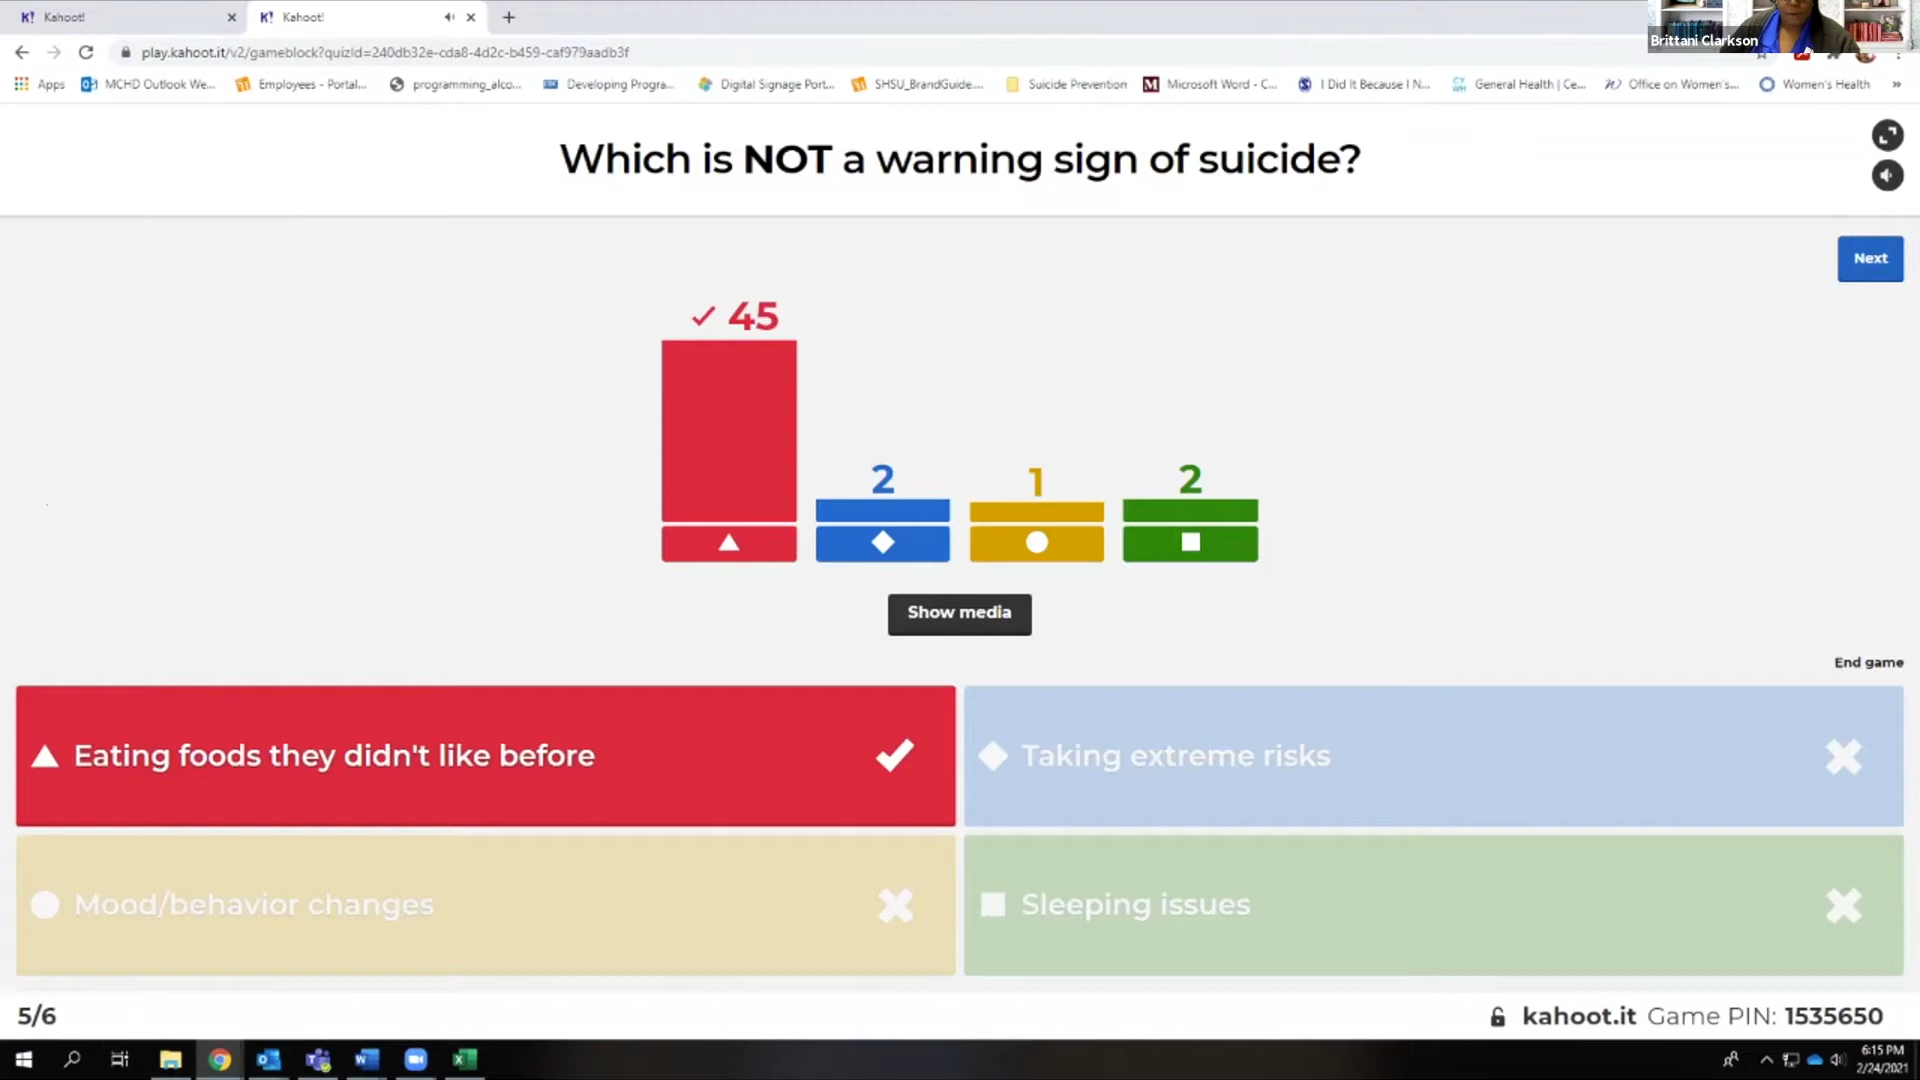 K! Kahoot!
K! Kahoot!
play.kahoot.it/v2/gameblock?quizId=240db32e-cda8-4d2c-b459-caf979aadb3f
Brittani Clarkson
Apps
MCHD Outlook We...
Employees - Portal...
programming_alco...
Developing Progra...
Digital Signage Port...
SHSU_BrandGuide....
Suicide Prevention
Microsoft Word - C...
I Did It Because I N...
General Health | Ce...
Office on Women's...
Women's Health
Which is NOT a warning sign of suicide?
Next
45
2
1
2
Show media
End game
Eating foods they didn't like before
Taking extreme risks
Mood/behavior changes
Sleeping issues
5/6
kahoot.it Game PIN: 1535650
6:15 PM
2/24/2021